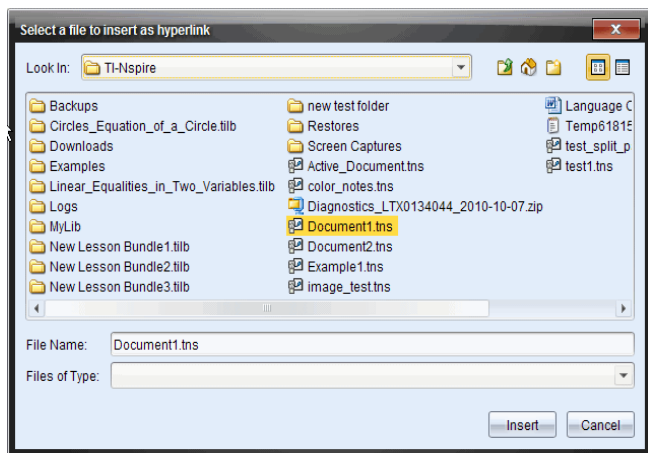 Select a file to insert as hyperlink
Look In: TI-Nspire
Backups
Circles_Equation_of_a_Circle.tilb
Downloads
Examples
Linear_Equalities_in_Two_Variables.tilb
Logs
MyLib
New Lesson Bundle1.tilb
New Lesson Bundle2.tilb
New Lesson Bundle3.tilb
new test folder
Restores
Screen Captures
Active_Document.tns
color_notes.tns
Diagnostics_LTX0134044_2010-10-07.zip
Document1.tns
Document2.tns
Example1.tns
image_test.tns
Language C
Temp61815
test_split_p
test1.tns
File Name: Document1.tns
Files of Type:
Insert Cancel